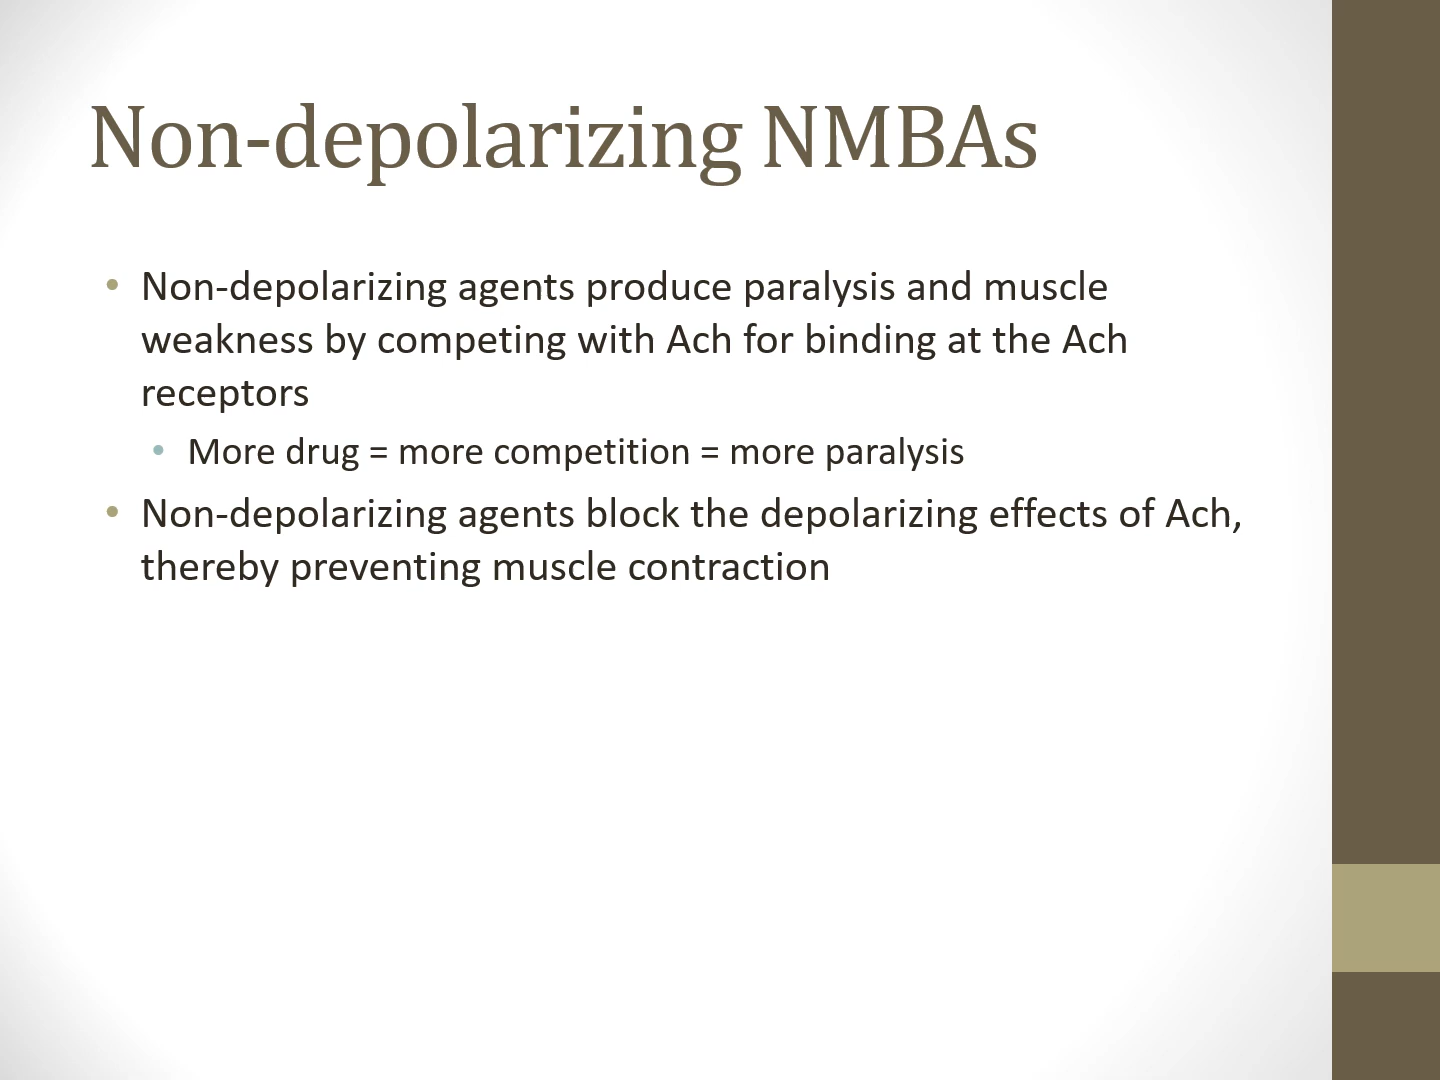 Non-depolarizing NMBAs
• Non-depolarizing agents produce paralysis and muscle
weakness by competing with Ach for binding at the Ach
receptors
• More drug = more competition = more paralysis
• Non-depolarizing agents block the depolarizing effects of Ach,
thereby preventing muscle contraction